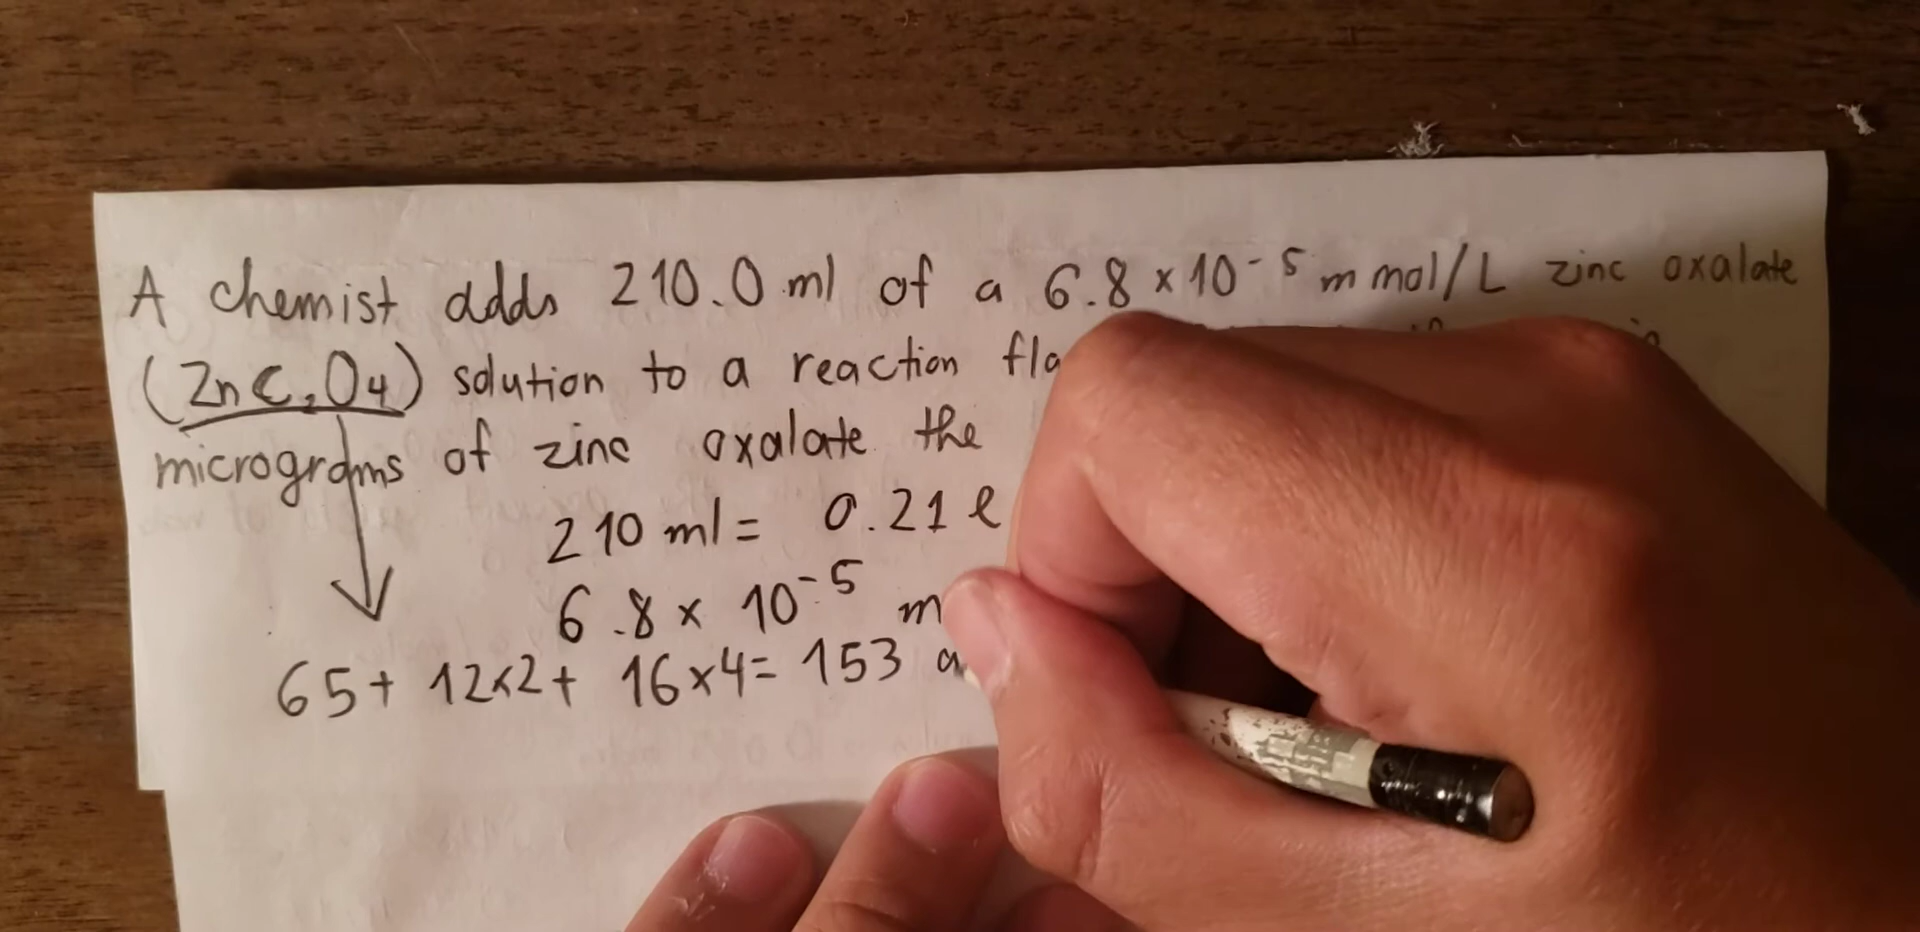 A chemist adds 210.0 ml of a 6.8 x 10⁻⁵ m mol/L zinc oxalate
(ZnC₂O₄) solution to a reaction fla
micrograms of zinc oxalate the
210 ml = 0.21 l
6.8 x 10⁻⁵ m
65 + 12x2 + 16x4 = 153 a